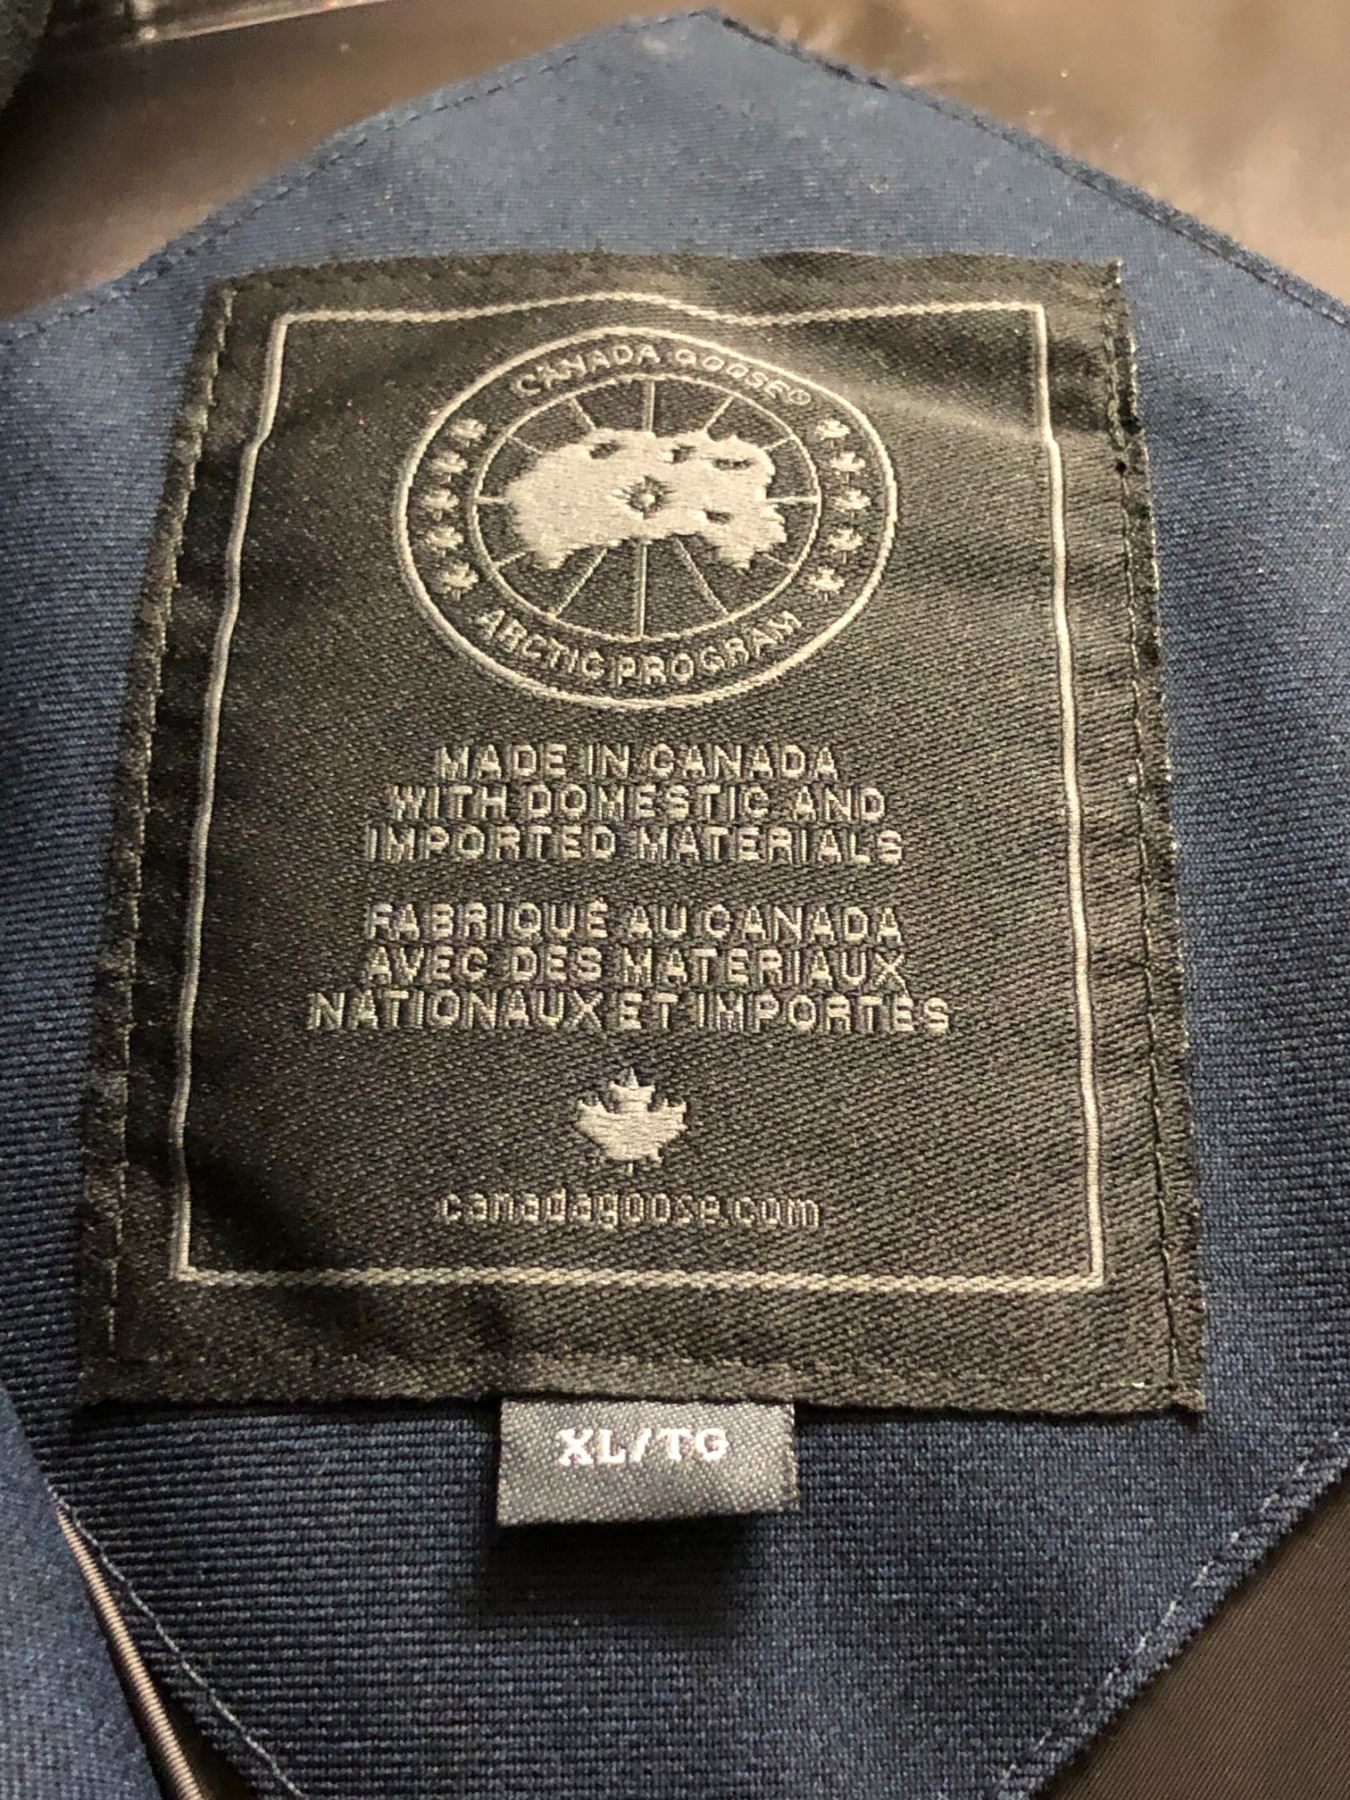 CANADA GOOSE®
ARCTIC PROGRAM
MADE IN CANADA
WITH DOMESTIC AND
IMPORTED MATERIALS
FABRIQUÉ AU CANADA
AVEC DES MATERIAUX
NATIONAUX ET IMPORTES
canadagoose.com
XL/TG